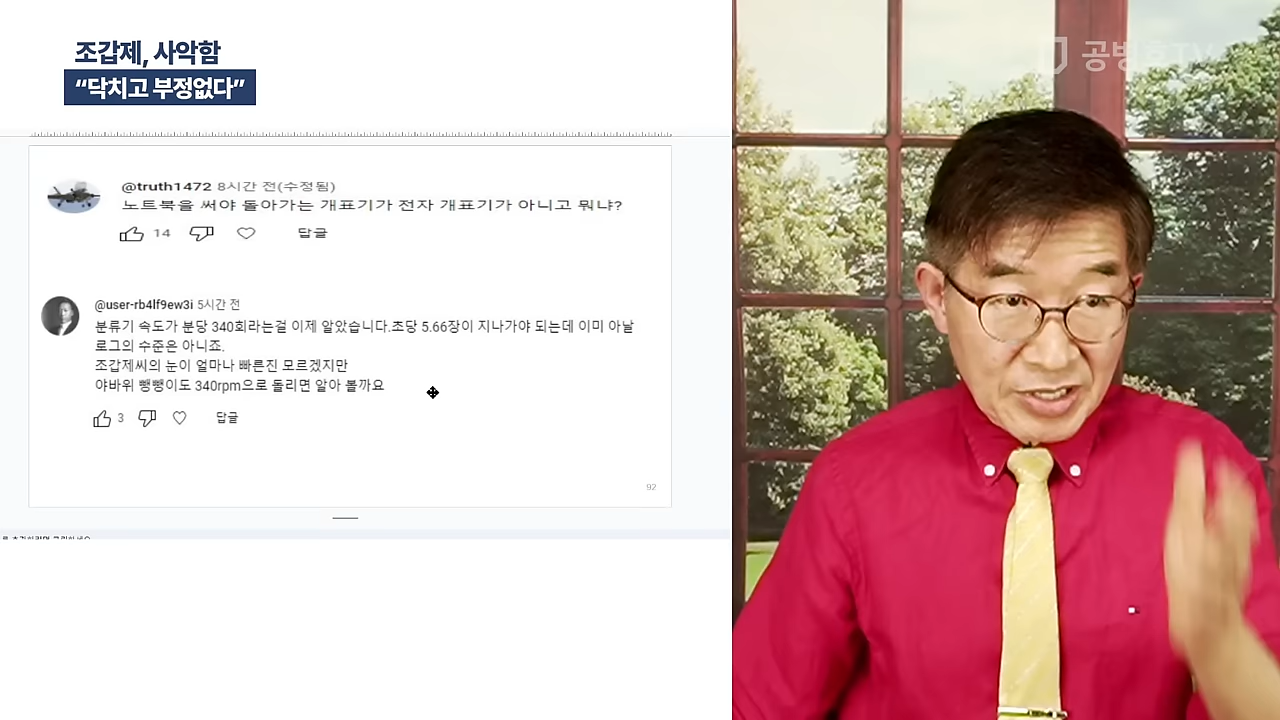 조갑제, 사악함
“닥치고 부정없다”
공병호TV
@truth1472 8시간 전(수정됨)
노트북을 써야 돌아가는 개표기가 전자 개표기가 아니고 뭐냐?
14 답글
@user-rb4lf9ew3i 5시간 전
분류기 속도가 분당 340회라는걸 이제 알았습니다.초당 5.66장이 지나가야 되는데 이미 아날
로그의 수준은 아니죠.
조갑제씨의 눈이 얼마나 빠른진 모르겠지만
야바위 뺑뺑이도 340rpm으로 돌리면 알아 볼까요
3 답글
92